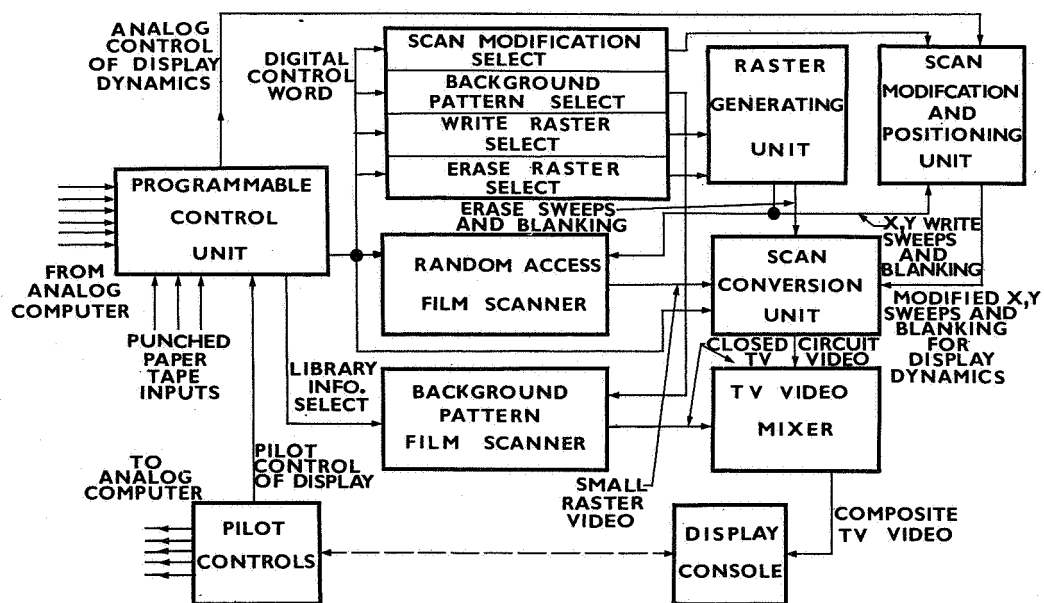 ANALOG
CONTROL
OF DISPLAY
DYNAMICS
DIGITAL
CONTROL
WORD
SCAN MODIFICATION
SELECT
BACKGROUND
PATTERN SELECT
WRITE RASTER
SELECT
ERASE RASTER
SELECT
RASTER
GENERATING
UNIT
SCAN
MODIFCATION
AND
POSITIONING
UNIT
PROGRAMMABLE
CONTROL
UNIT
FROM
ANALOG
COMPUTER
PUNCHED
PAPER
TAPE
INPUTS
ERASE SWEEPS
AND BLANKING
RANDOM ACCESS
FILM SCANNER
SCAN
CONVERSION
UNIT
X,Y WRITE
SWEEPS
AND
BLANKING
MODIFIED X,Y
SWEEPS AND
BLANKING
FOR
DISPLAY
DYNAMICS
CLOSED CIRCUIT
TV VIDEO
LIBRARY
INFO.
SELECT
BACKGROUND
PATTERN
FILM SCANNER
TV VIDEO
MIXER
TO
ANALOG
COMPUTER
PILOT
CONTROL
OF DISPLAY
SMALL
RASTER
VIDEO
COMPOSITE
TV VIDEO
PILOT
CONTROLS
DISPLAY
CONSOLE